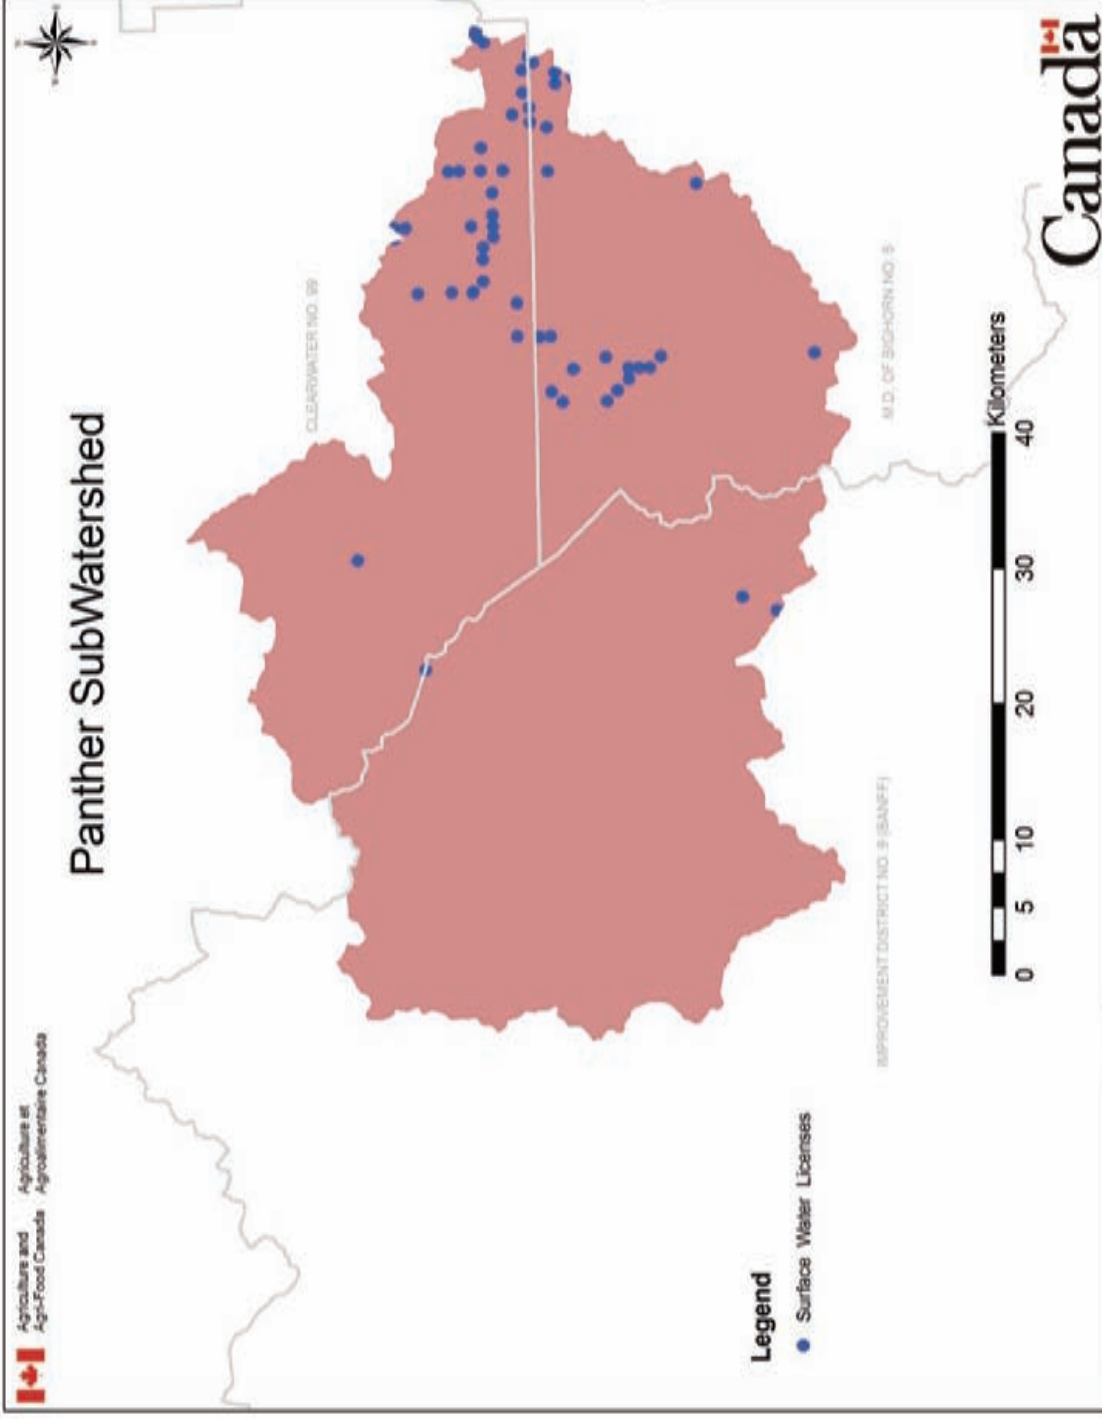 Agriculture and
Agri-Food Canada
Agriculture et
Agroalimentaire Canada
Panther SubWatershed
CLEARWATER NO. 99
M.D. OF BIGHORN NO. 8
IMPROVEMENT DISTRICT NO. 9 (BANFF)
Legend
Surface Water Licenses
0 5 10 20 30 40
Kilometers
Canada